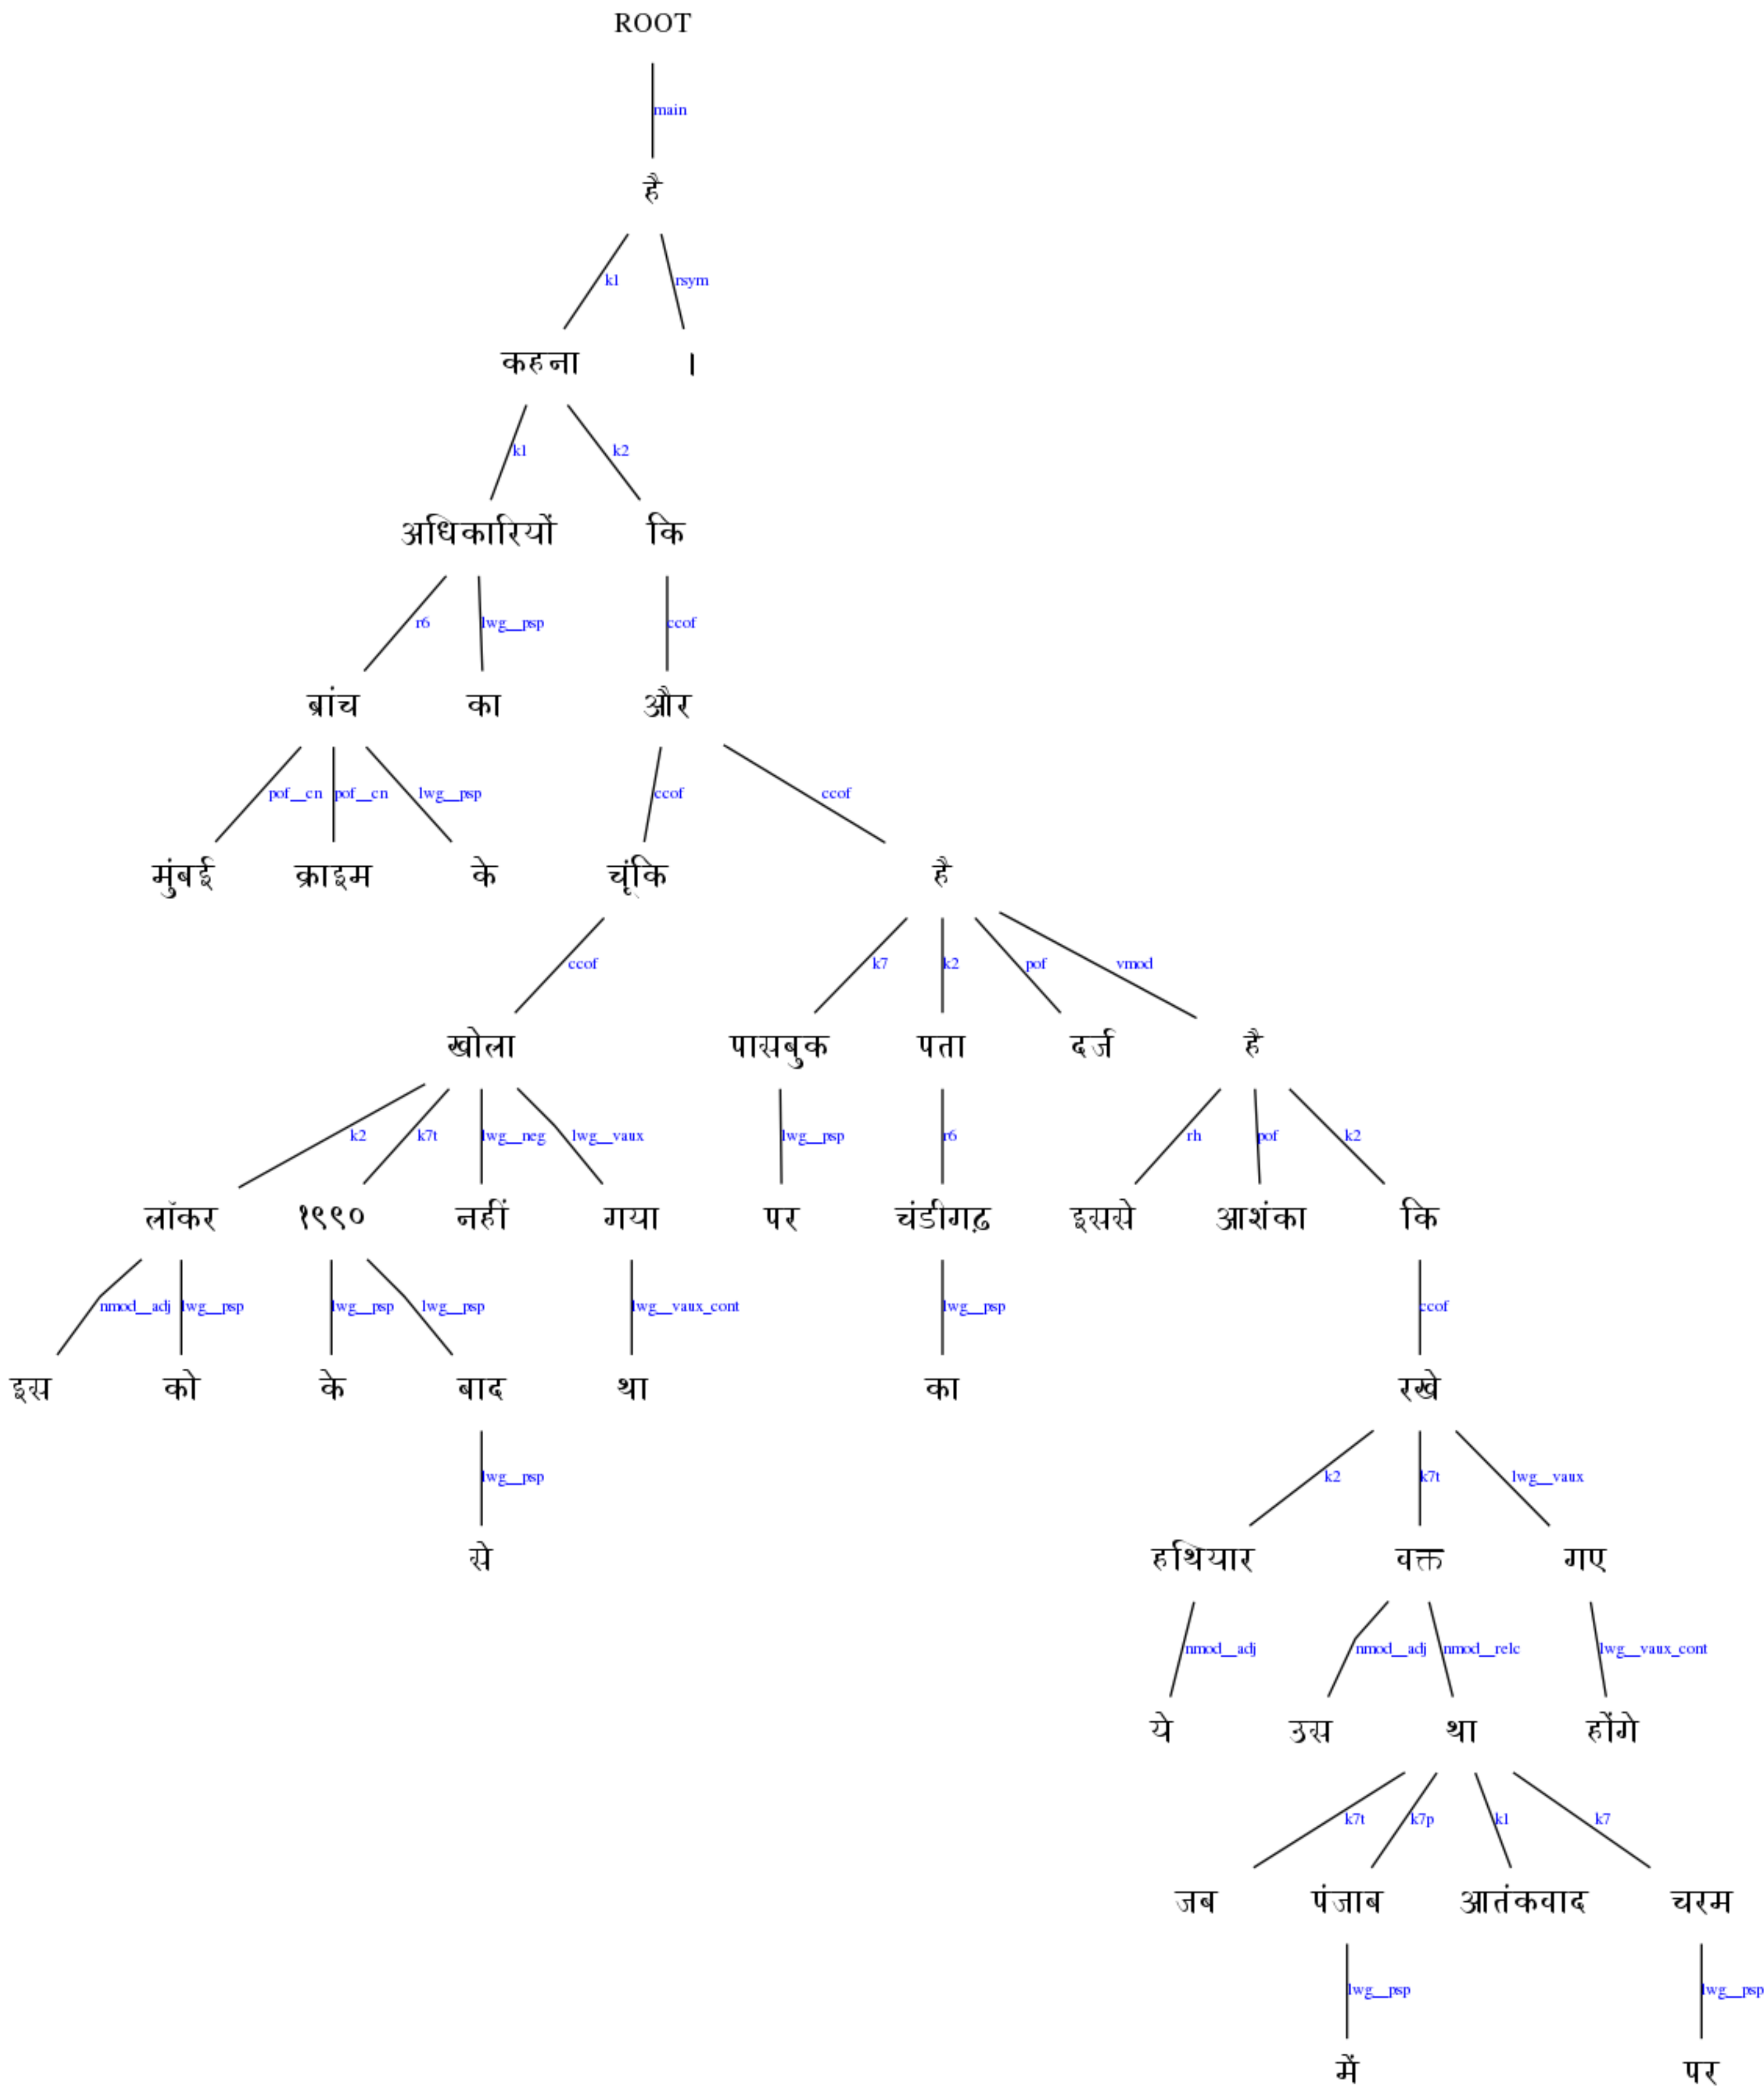 ROOT
main
है
k1 rsym
कहना ।
k1 k2
अधिकारियों कि
r6 lwg__psp ccof
ब्रांच का और
pof__cn pof__cn lwg__psp ccof ccof
मुंबई क्राइम के चूंकि है
ccof k7 k2 pof vmod
खोला पासबुक पता दर्ज है
k2 k7t lwg__neg lwg__vaux lwg__psp r6 rh pof k2
लॉकर १९९० नहीं गया पर चंडीगढ़ इससे आशंका कि
nmod__adj lwg__psp lwg__psp lwg__psp lwg__vaux_cont lwg__psp ccof
इस को के बाद था का रखे
lwg__psp k2 k7t lwg__vaux
से हथियार वक्त गए
nmod__adj nmod__adj nmod__relc lwg__vaux_cont
ये उस था होंगे
k7t k7p k1 k7
जब पंजाब आतंकवाद चरम
lwg__psp lwg__psp
में पर